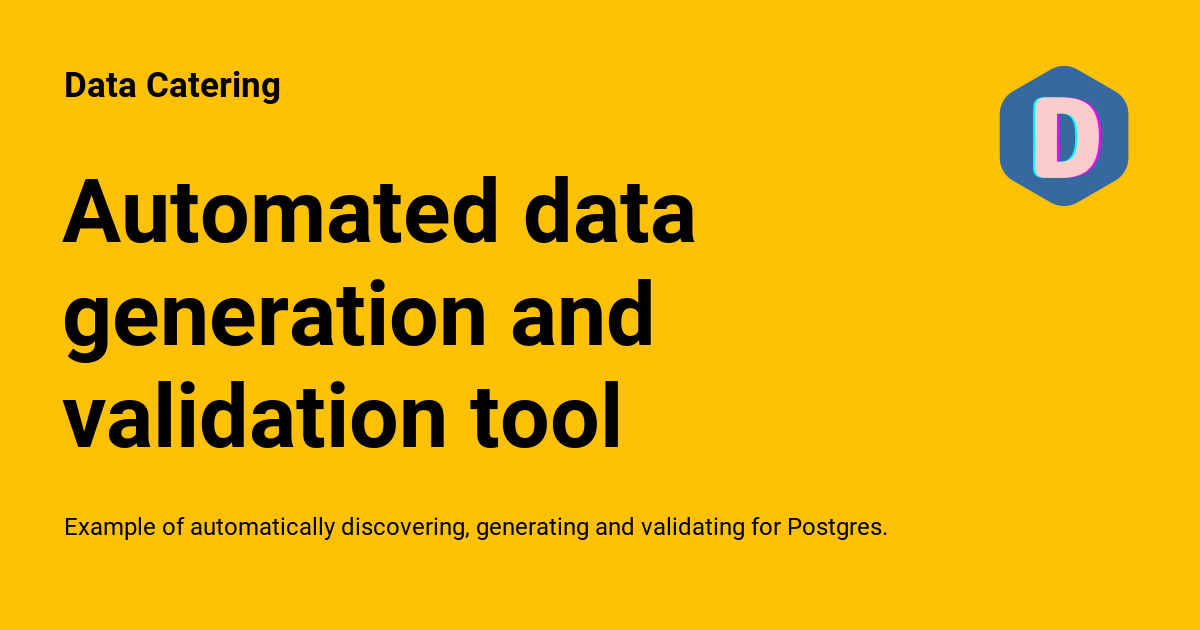 Data Catering
D
Automated data
generation and
validation tool
Example of automatically discovering, generating and validating for Postgres.